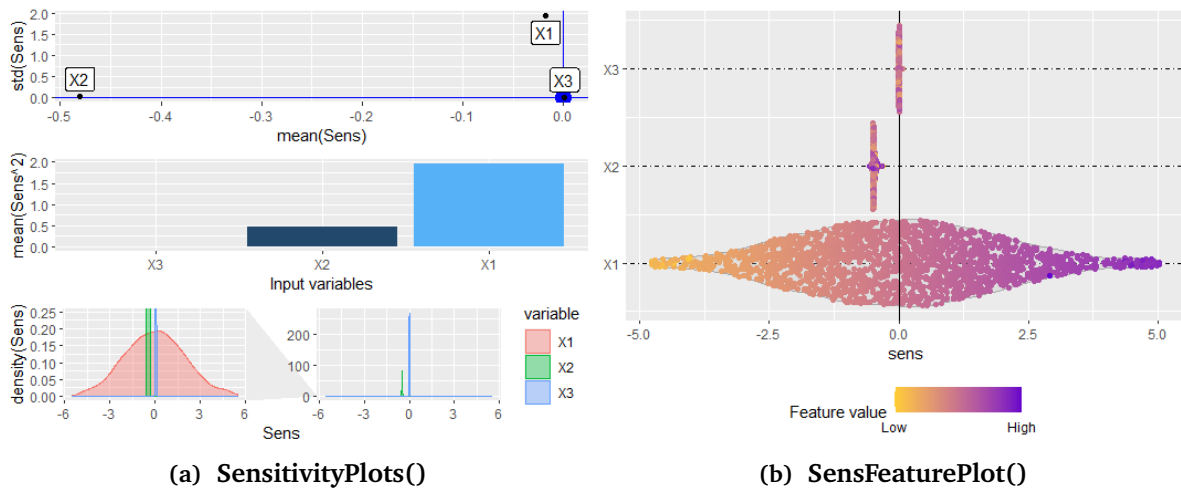 std(Sens)
2.0
1.5
1.0
0.5
0.0
X1
X2
X3
-0.5 -0.4 -0.3 -0.2 -0.1 0.0
mean(Sens)
mean(Sens^2)
2.0
1.5
1.0
0.5
0.0
X3 X2 X1
Input variables
density(Sens)
0.25
0.20
0.15
0.10
0.05
0.00
-6 -3 0 3 6
200
100
0
-6 -3 0 3 6
Sens
variable
X1
X2
X3
(a) SensitivityPlots()
X3
X2
X1
-5.0 -2.5 0.0 2.5 5.0
sens
Feature value
Low High
(b) SensFeaturePlot()